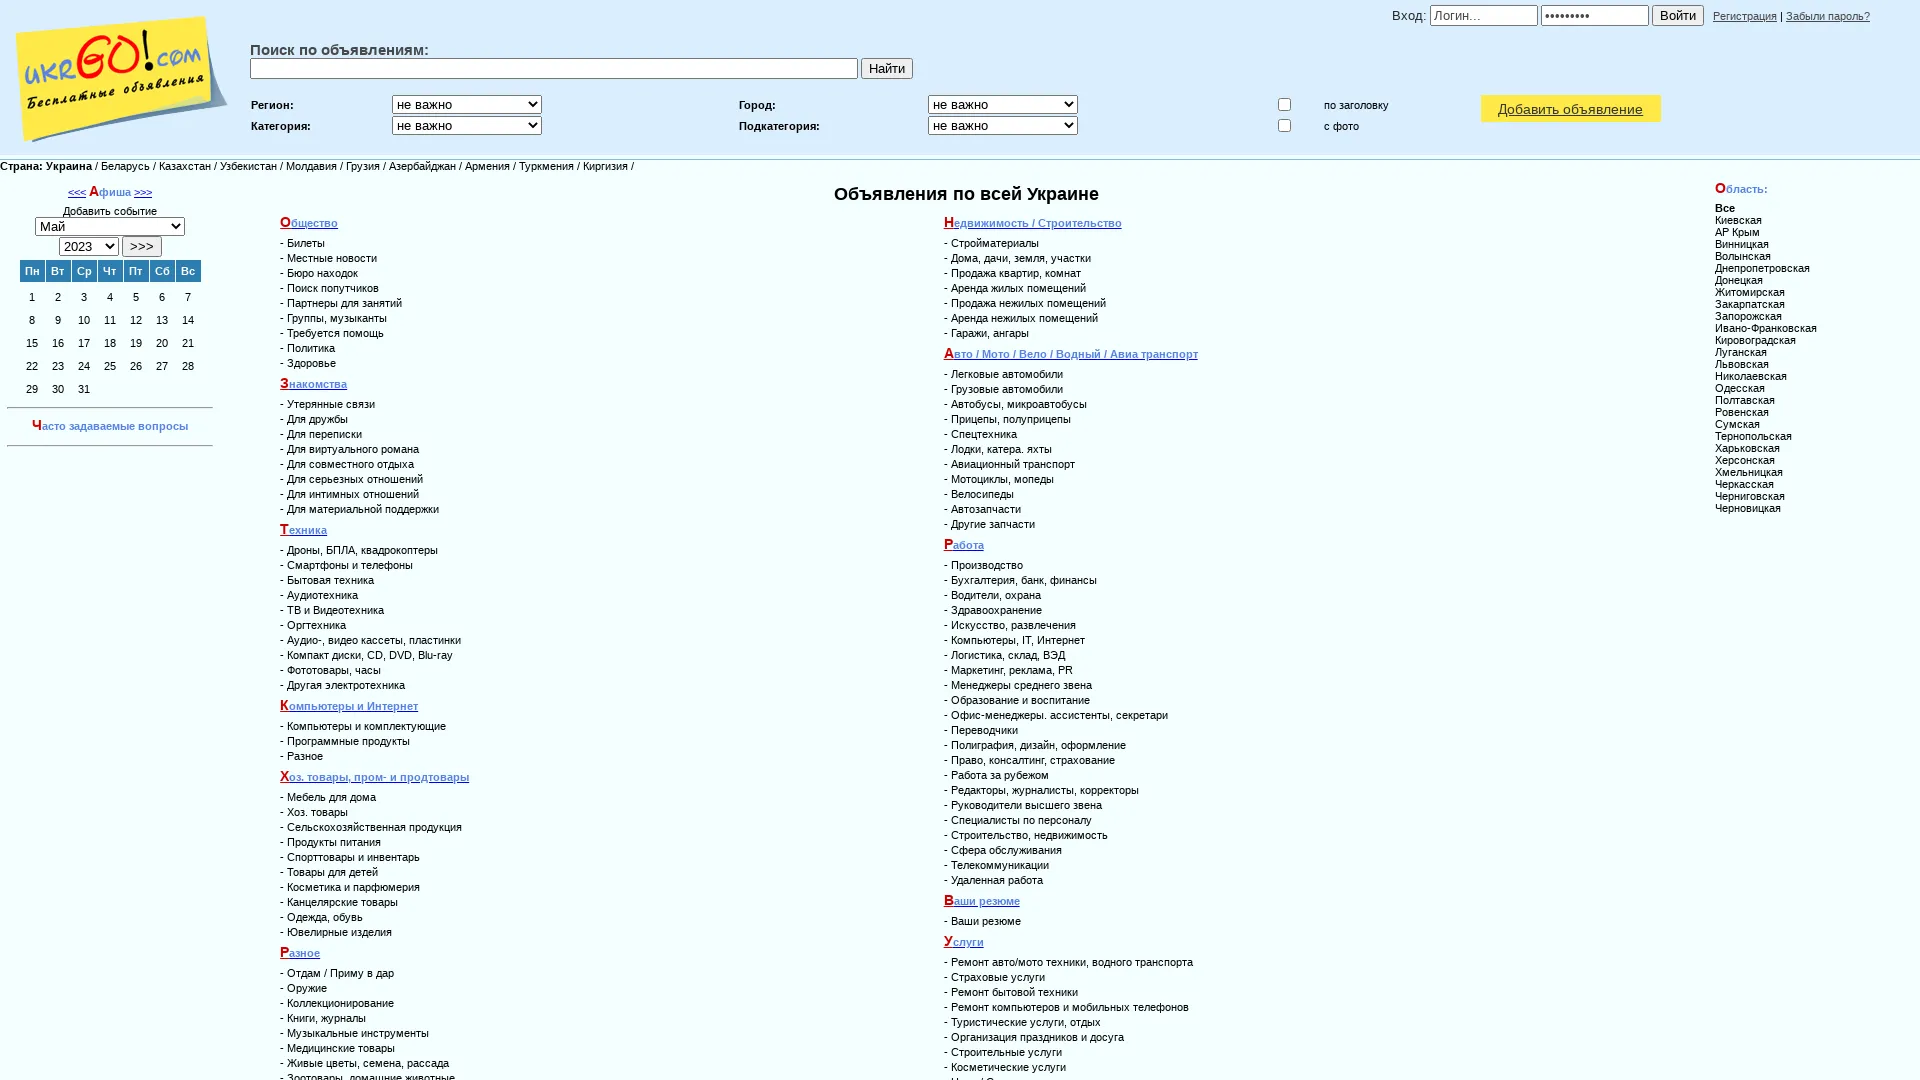 Вход: Логин... ••••••••• Войти Регистрация | Забыли пароль?
ukrGO!.com
Бесплатные объявления
Поиск по объявлениям:
Найти
Регион: не важно Город: не важно по заголовку Добавить объявление
Категория: не важно Подкатегория: не важно с фото
Страна: Украина / Беларусь / Казахстан / Узбекистан / Молдавия / Грузия / Азербайджан / Армения / Туркмения / Киргизия /
<<< Афиша >>>
Добавить событие
Май
2023 >>>
Пн Вт Ср Чт Пт Сб Вс
1 2 3 4 5 6 7
8 9 10 11 12 13 14
15 16 17 18 19 20 21
22 23 24 25 26 27 28
29 30 31
Часто задаваемые вопросы
Объявления по всей Украине
Общество
- Билеты
- Местные новости
- Бюро находок
- Поиск попутчиков
- Партнеры для занятий
- Группы, музыканты
- Требуется помощь
- Политика
- Здоровье
Знакомства
- Утерянные связи
- Для дружбы
- Для переписки
- Для виртуального романа
- Для совместного отдыха
- Для серьезных отношений
- Для интимных отношений
- Для материальной поддержки
Техника
- Дроны, БПЛА, квадрокоптеры
- Смартфоны и телефоны
- Бытовая техника
- Аудиотехника
- ТВ и Видеотехника
- Оргтехника
- Аудио-, видео кассеты, пластинки
- Компакт диски, CD, DVD, Blu-ray
- Фототовары, часы
- Другая электротехника
Компьютеры и Интернет
- Компьютеры и комплектующие
- Программные продукты
- Разное
Хоз. товары, пром- и продтовары
- Мебель для дома
- Хоз. товары
- Сельскохозяйственная продукция
- Продукты питания
- Спорттовары и инвентарь
- Товары для детей
- Косметика и парфюмерия
- Канцелярские товары
- Одежда, обувь
- Ювелирные изделия
Разное
- Отдам / Приму в дар
- Оружие
- Коллекционирование
- Книги, журналы
- Музыкальные инструменты
- Медицинские товары
- Живые цветы, семена, рассада
- Зоотовары, домашние животные
Недвижимость / Строительство
- Стройматериалы
- Дома, дачи, земля, участки
- Продажа квартир, комнат
- Аренда жилых помещений
- Продажа нежилых помещений
- Аренда нежилых помещений
- Гаражи, ангары
Авто / Мото / Вело / Водный / Авиа транспорт
- Легковые автомобили
- Грузовые автомобили
- Автобусы, микроавтобусы
- Прицепы, полуприцепы
- Спецтехника
- Лодки, катера. яхты
- Авиационный транспорт
- Мотоциклы, мопеды
- Велосипеды
- Автозапчасти
- Другие запчасти
Работа
- Производство
- Бухгалтерия, банк, финансы
- Водители, охрана
- Здравоохранение
- Искусство, развлечения
- Компьютеры, IT, Интернет
- Логистика, склад, ВЭД
- Маркетинг, реклама, PR
- Менеджеры среднего звена
- Образование и воспитание
- Офис-менеджеры. ассистенты, секретари
- Переводчики
- Полиграфия, дизайн, оформление
- Право, консалтинг, страхование
- Работа за рубежом
- Редакторы, журналисты, корректоры
- Руководители высшего звена
- Специалисты по персоналу
- Строительство, недвижимость
- Сфера обслуживания
- Телекоммуникации
- Удаленная работа
Ваши резюме
- Ваши резюме
Услуги
- Ремонт авто/мото техники, водного транспорта
- Страховые услуги
- Ремонт бытовой техники
- Ремонт компьютеров и мобильных телефонов
- Туристические услуги, отдых
- Организация праздников и досуга
- Строительные услуги
- Косметические услуги
Область:
Все
Киевская
АР Крым
Винницкая
Волынская
Днепропетровская
Донецкая
Житомирская
Закарпатская
Запорожская
Ивано-Франковская
Кировоградская
Луганская
Львовская
Николаевская
Одесская
Полтавская
Ровенская
Сумская
Тернопольская
Харьковская
Херсонская
Хмельницкая
Черкасская
Черниговская
Черновицкая